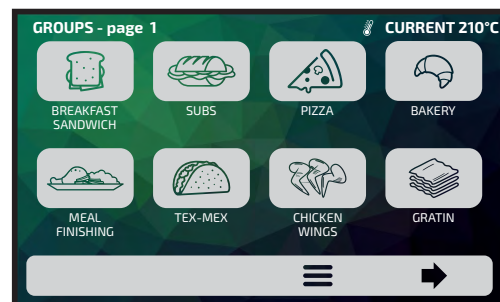 GROUPS - page 1
CURRENT 210°C
BREAKFAST
SANDWICH
SUBS
PIZZA
BAKERY
MEAL
FINISHING
TEX-MEX
CHICKEN
WINGS
GRATIN